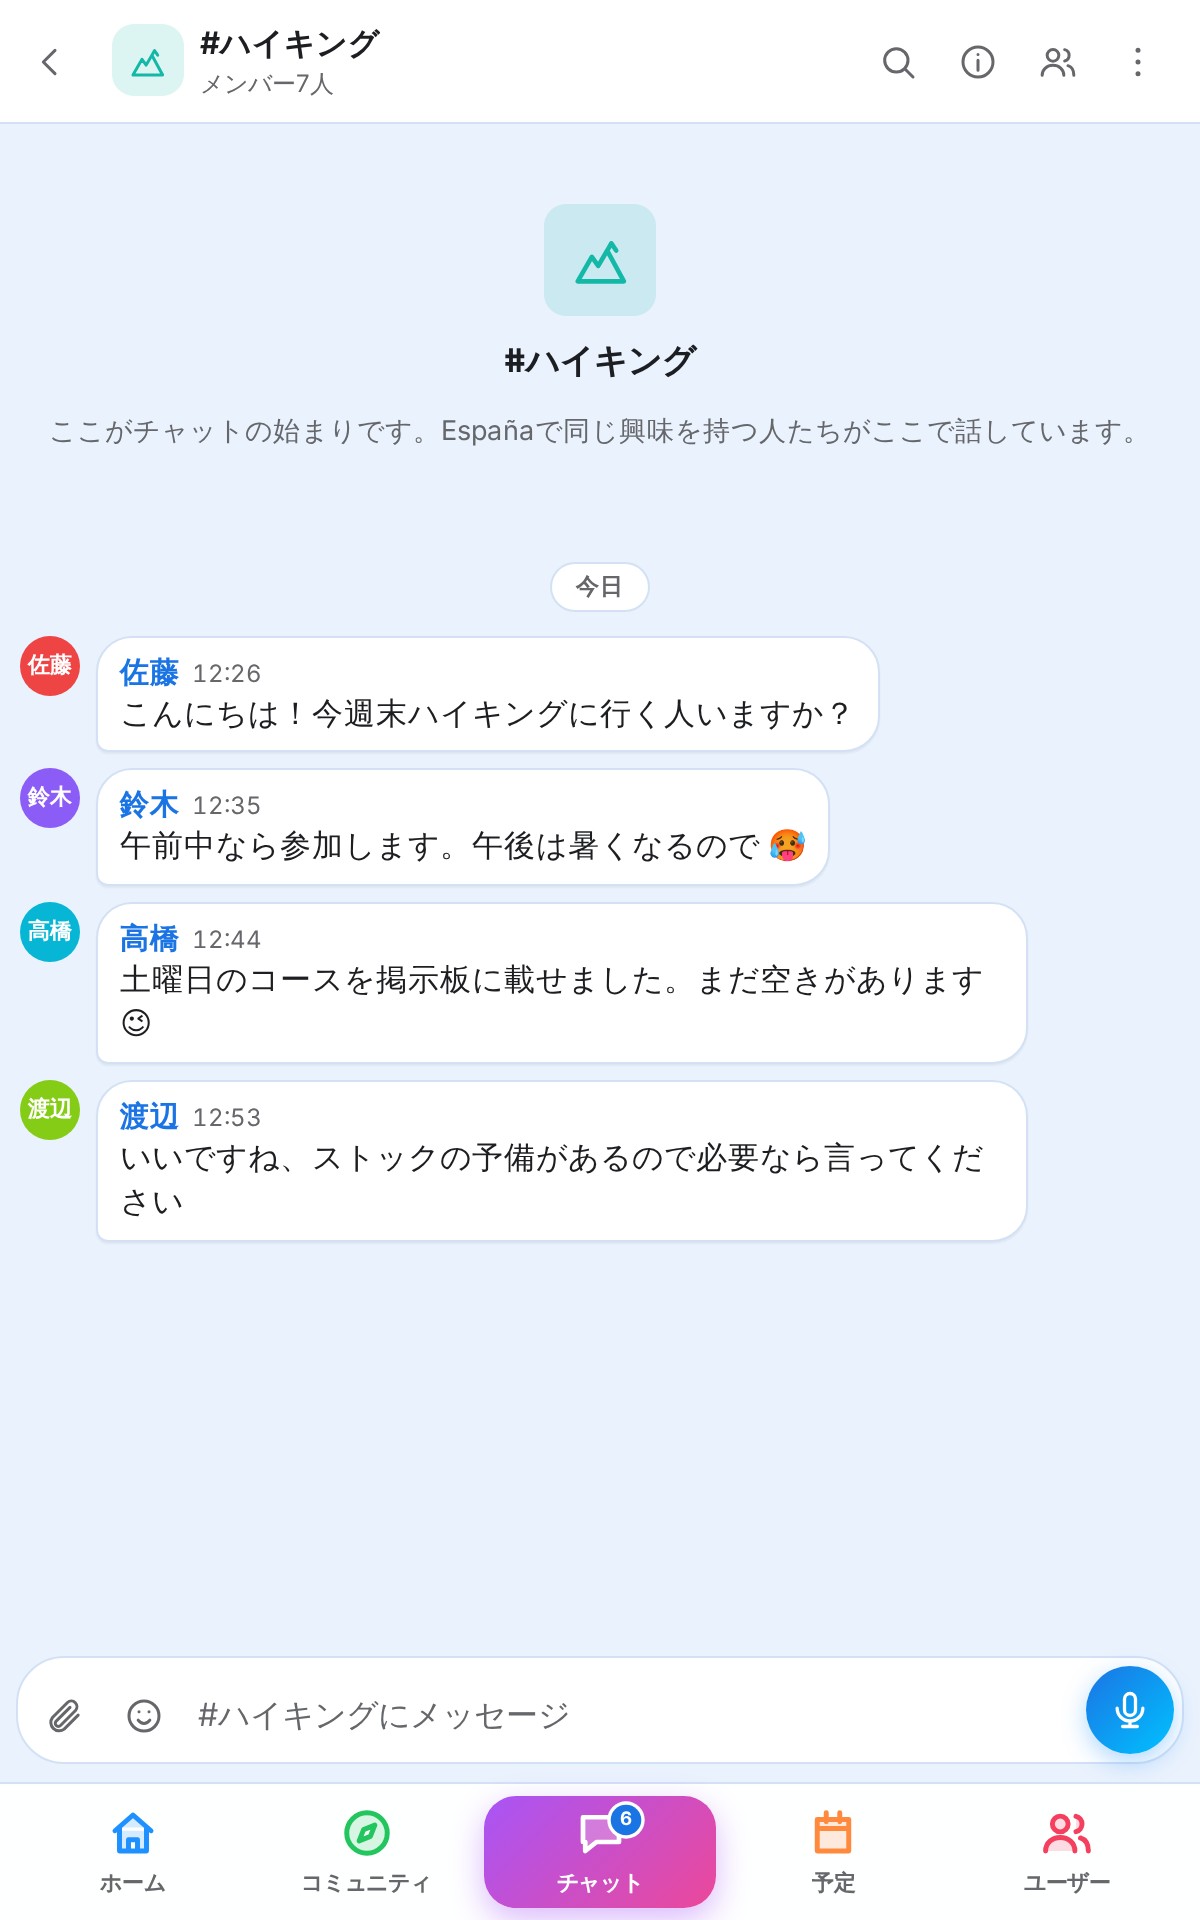 #ハイキング
メンバー7人
#ハイキング
ここがチャットの始まりです。Españaで同じ興味を持つ人たちがここで話しています。
今日
佐藤
佐藤 12:26
こんにちは！今週末ハイキングに行く人いますか？
鈴木
鈴木 12:35
午前中なら参加します。午後は暑くなるので 🥵
高橋
高橋 12:44
土曜日のコースを掲示板に載せました。まだ空きがあります
😉
渡辺
渡辺 12:53
いいですね、ストックの予備があるので必要なら言ってくだ
さい
#ハイキングにメッセージ
6
ホーム
コミュニティ
チャット
予定
ユーザー